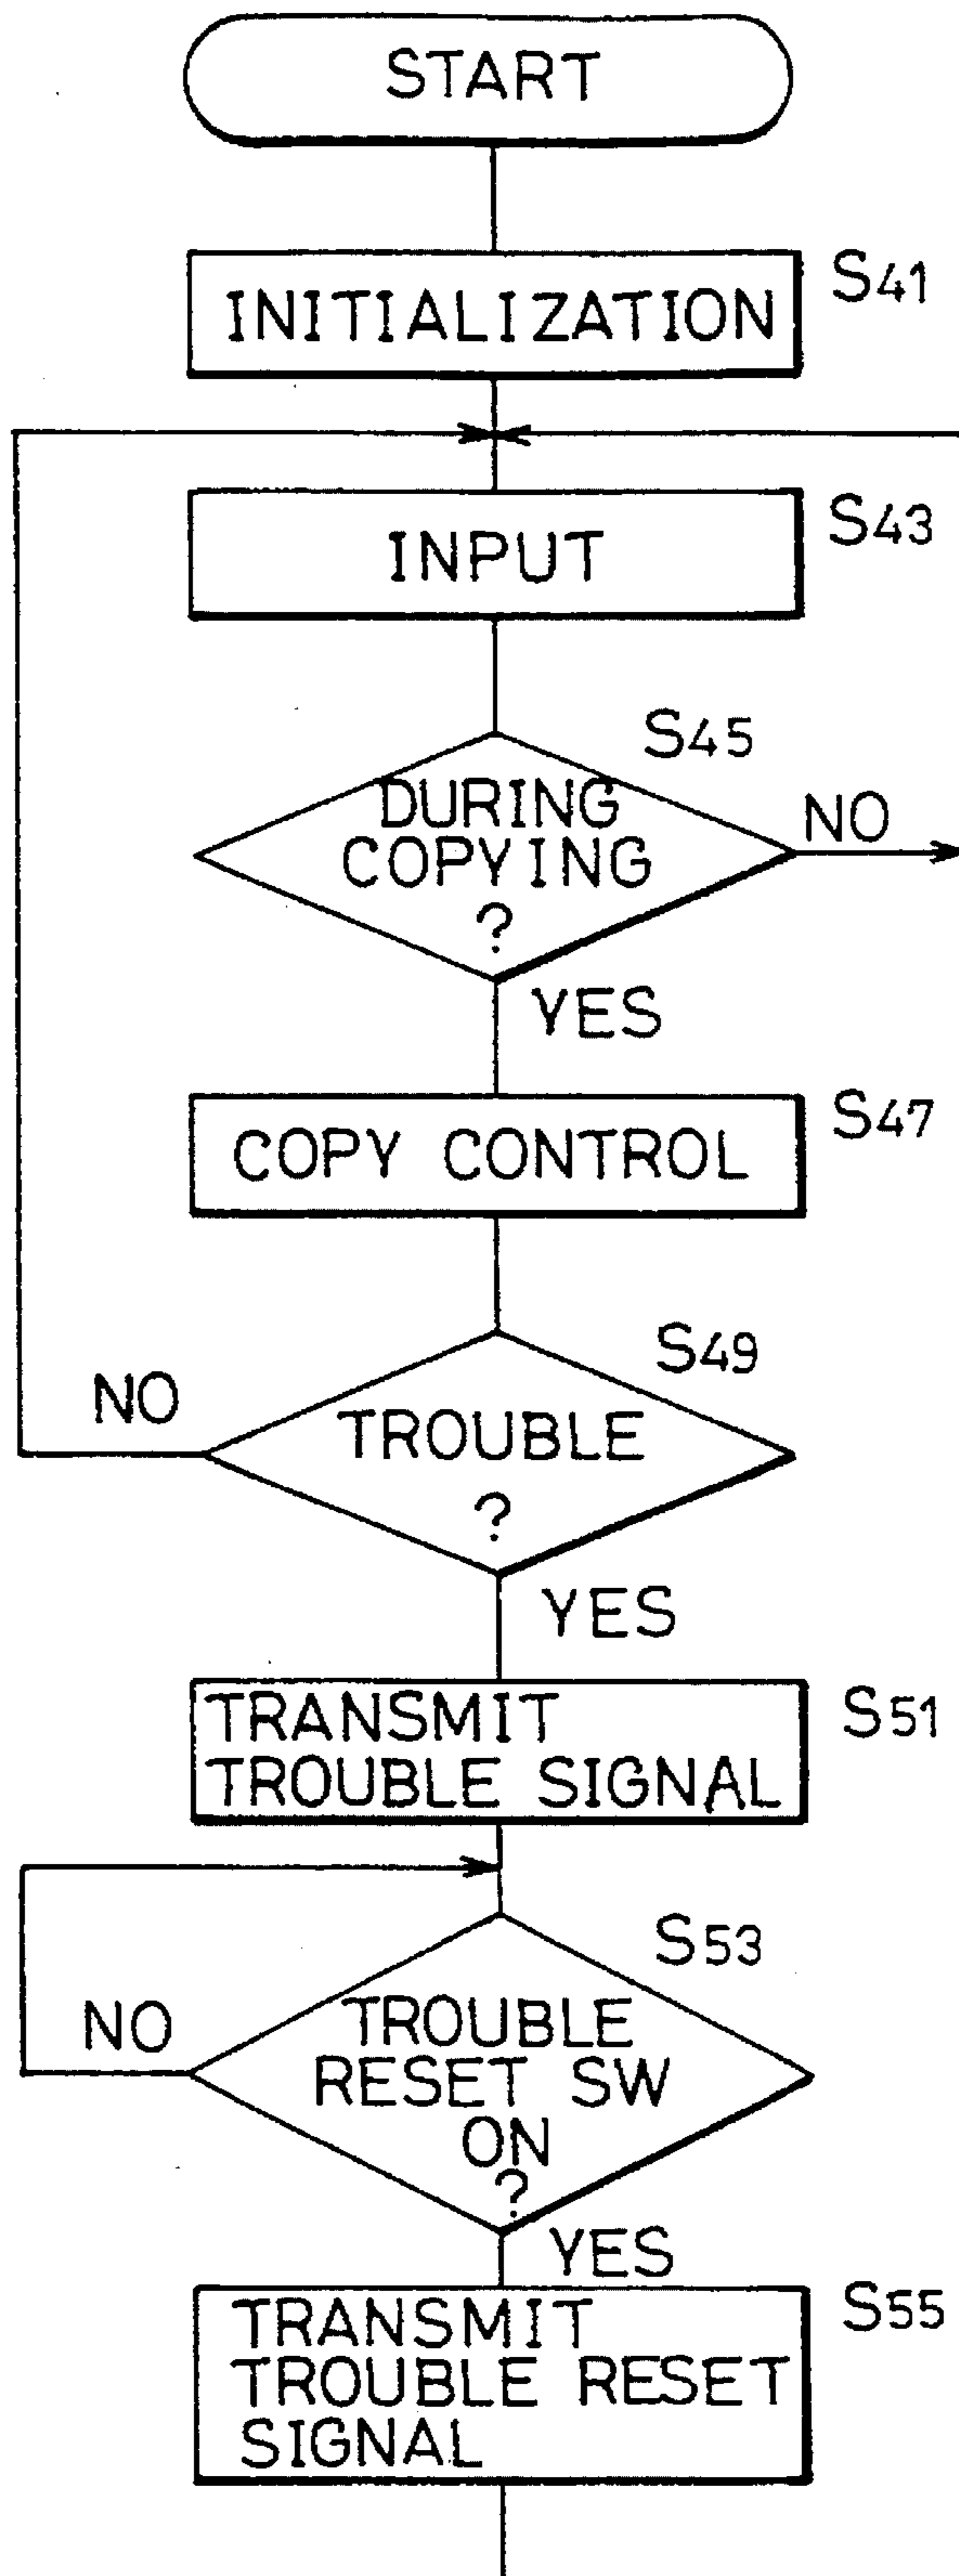 START
INITIALIZATION
S41
INPUT
S43
S45
DURING
COPYING
?
NO
YES
COPY CONTROL
S47
S49
NO
TROUBLE
?
YES
TRANSMIT
TROUBLE SIGNAL
S51
S53
NO
TROUBLE
RESET SW
ON
?
YES
TRANSMIT
TROUBLE RESET
SIGNAL
S55